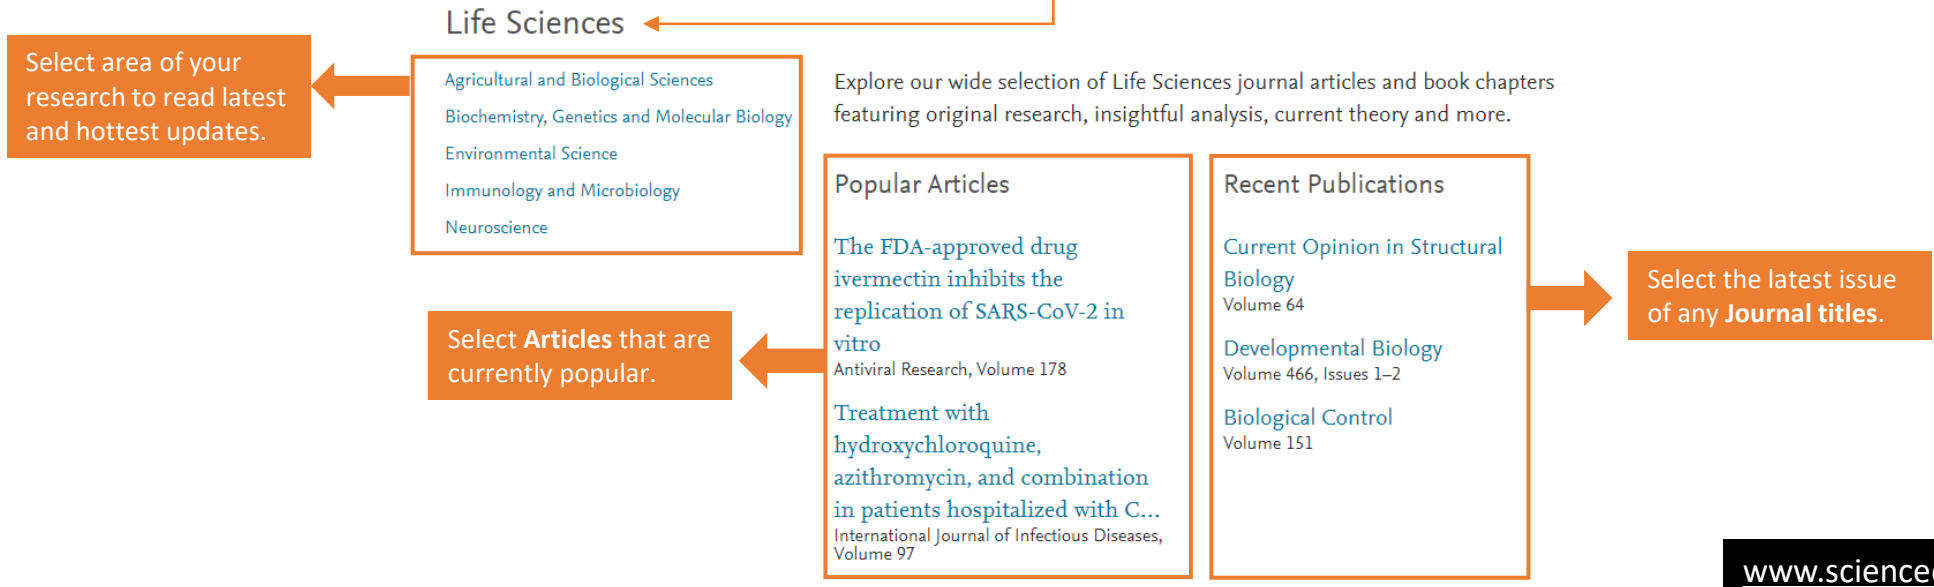 Life Sciences
Select area of your
research to read latest
and hottest updates.
Agricultural and Biological Sciences
Biochemistry, Genetics and Molecular Biology
Environmental Science
Immunology and Microbiology
Neuroscience
Explore our wide selection of Life Sciences journal articles and book chapters
featuring original research, insightful analysis, current theory and more.
Select Articles that are
currently popular.
Popular Articles
The FDA-approved drug
ivermectin inhibits the
replication of SARS-CoV-2 in
vitro
Antiviral Research, Volume 178
Treatment with
hydroxychloroquine,
azithromycin, and combination
in patients hospitalized with C...
International Journal of Infectious Diseases,
Volume 97
Recent Publications
Current Opinion in Structural
Biology
Volume 64
Developmental Biology
Volume 466, Issues 1–2
Biological Control
Volume 151
Select the latest issue
of any Journal titles.